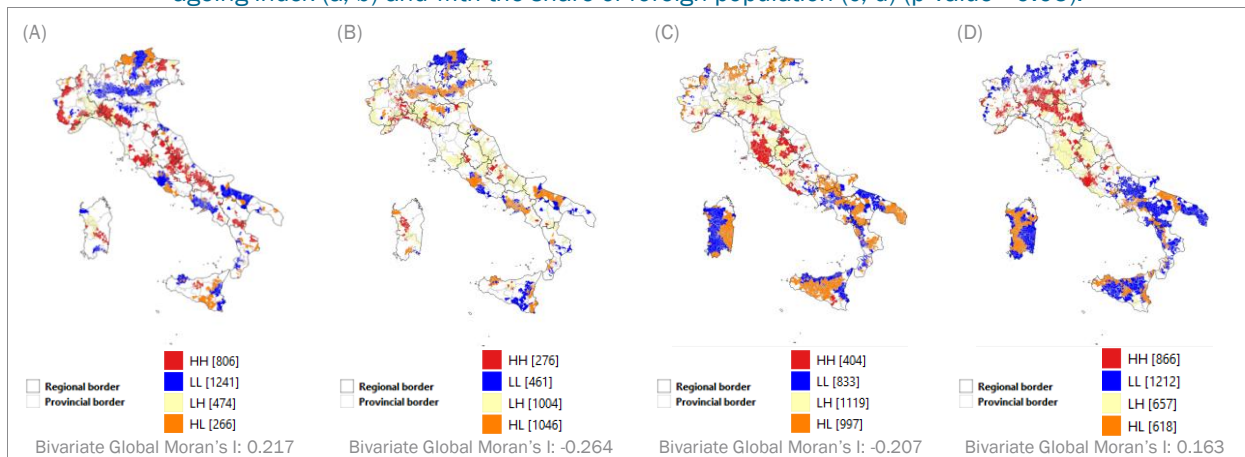 ageing index (a, b) and with the share of foreign population (c, d) (p-value<0.05).
(A) (B) (C) (D)
HH [806] HH [276] HH [404] HH [866]
Regional border LL [1241] Regional border LL [461] Regional border LL [833] Regional border LL [1212]
Provincial border LH [474] Provincial border LH [1004] Provincial border LH [1119] Provincial border LH [657]
HL [266] HL [1046] HL [997] HL [618]
Bivariate Global Moran's I: 0.217 Bivariate Global Moran's I: -0.264 Bivariate Global Moran's I: -0.207 Bivariate Global Moran's I: 0.163